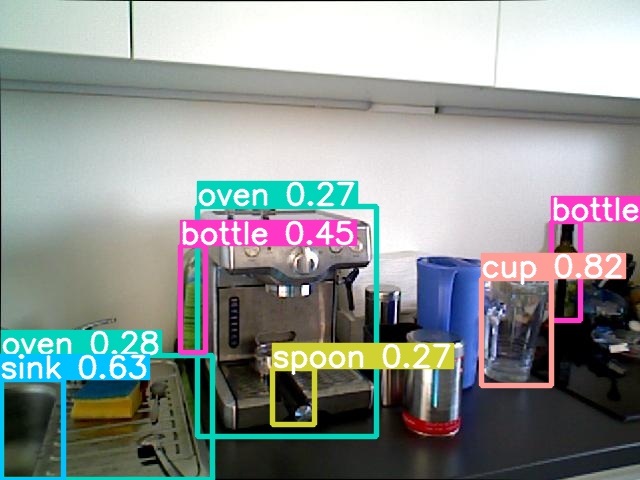 oven 0.27
bottle
bottle 0.45
cup 0.82
oven 0.28
spoon 0.27
sink 0.63